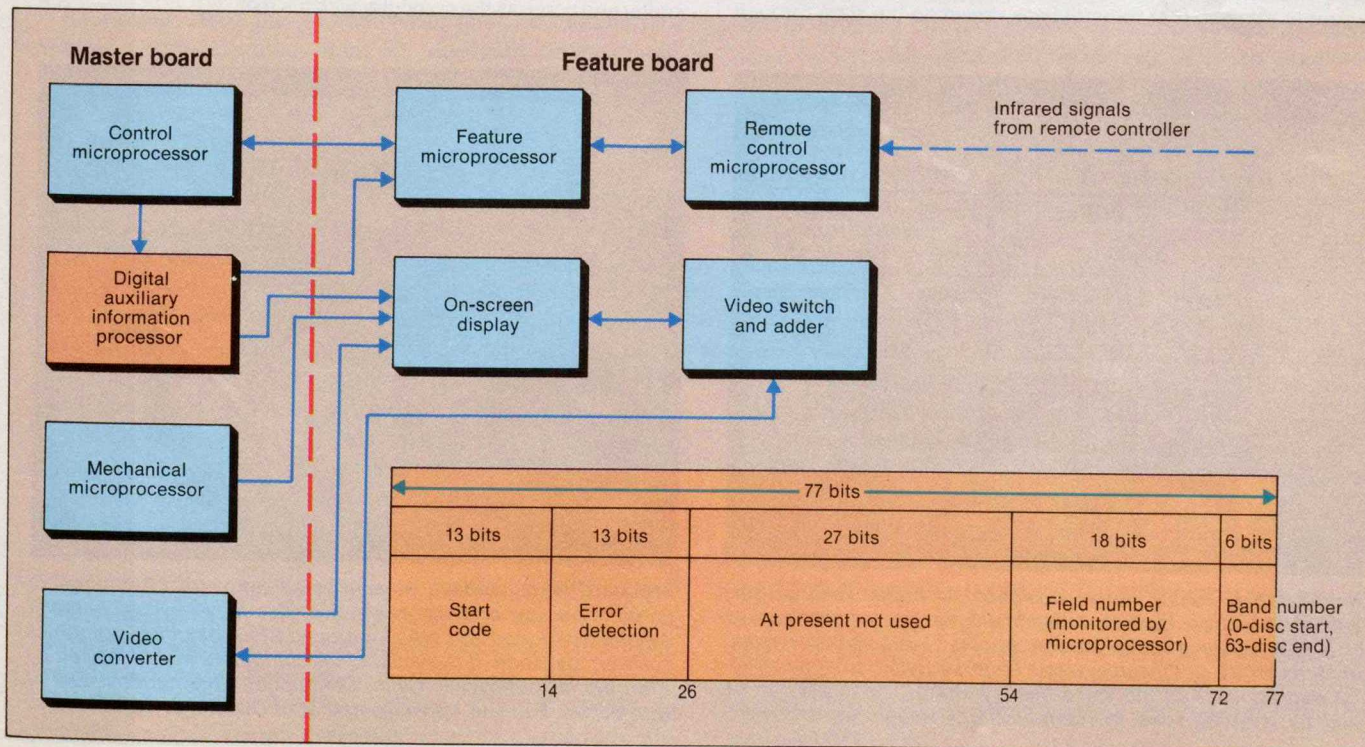 Master board
Feature board
Control
microprocessor
Feature
microprocessor
Remote
control
microprocessor
Infrared signals
from remote controller
Digital
auxiliary
information
processor
On-screen
display
Video switch
and adder
Mechanical
microprocessor
Video
converter
77 bits
13 bits
13 bits
27 bits
18 bits
6 bits
Start
code
Error
detection
At present not used
Field number
(monitored by
microprocessor)
Band number
(0-disc start,
63-disc end)
14
26
54
72
77